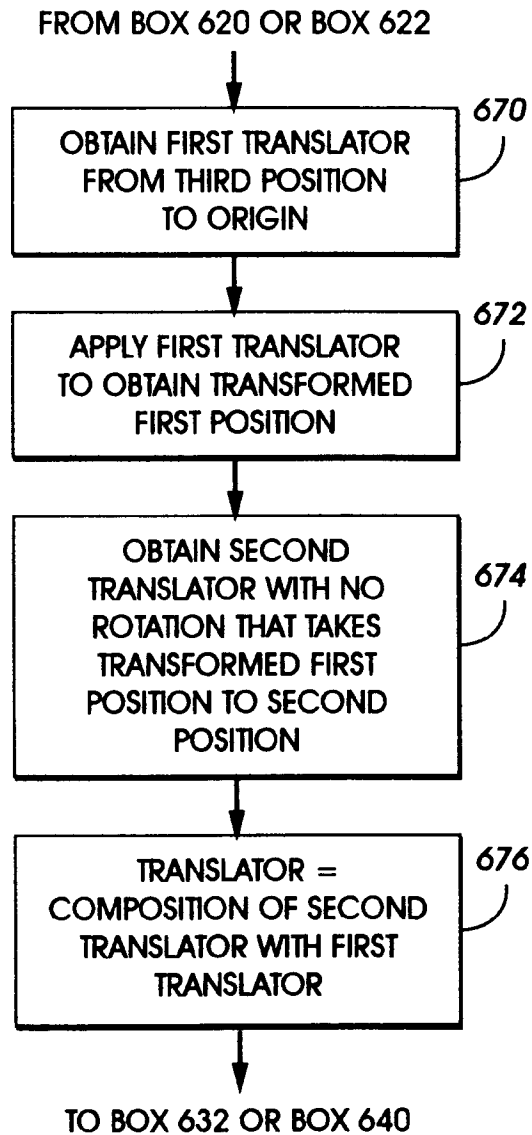 FROM BOX 620 OR BOX 622
670
OBTAIN FIRST TRANSLATOR
FROM THIRD POSITION
TO ORIGIN
672
APPLY FIRST TRANSLATOR
TO OBTAIN TRANSFORMED
FIRST POSITION
674
OBTAIN SECOND
TRANSLATOR WITH NO
ROTATION THAT TAKES
TRANSFORMED FIRST
POSITION TO SECOND
POSITION
676
TRANSLATOR =
COMPOSITION OF SECOND
TRANSLATOR WITH FIRST
TRANSLATOR
TO BOX 632 OR BOX 640